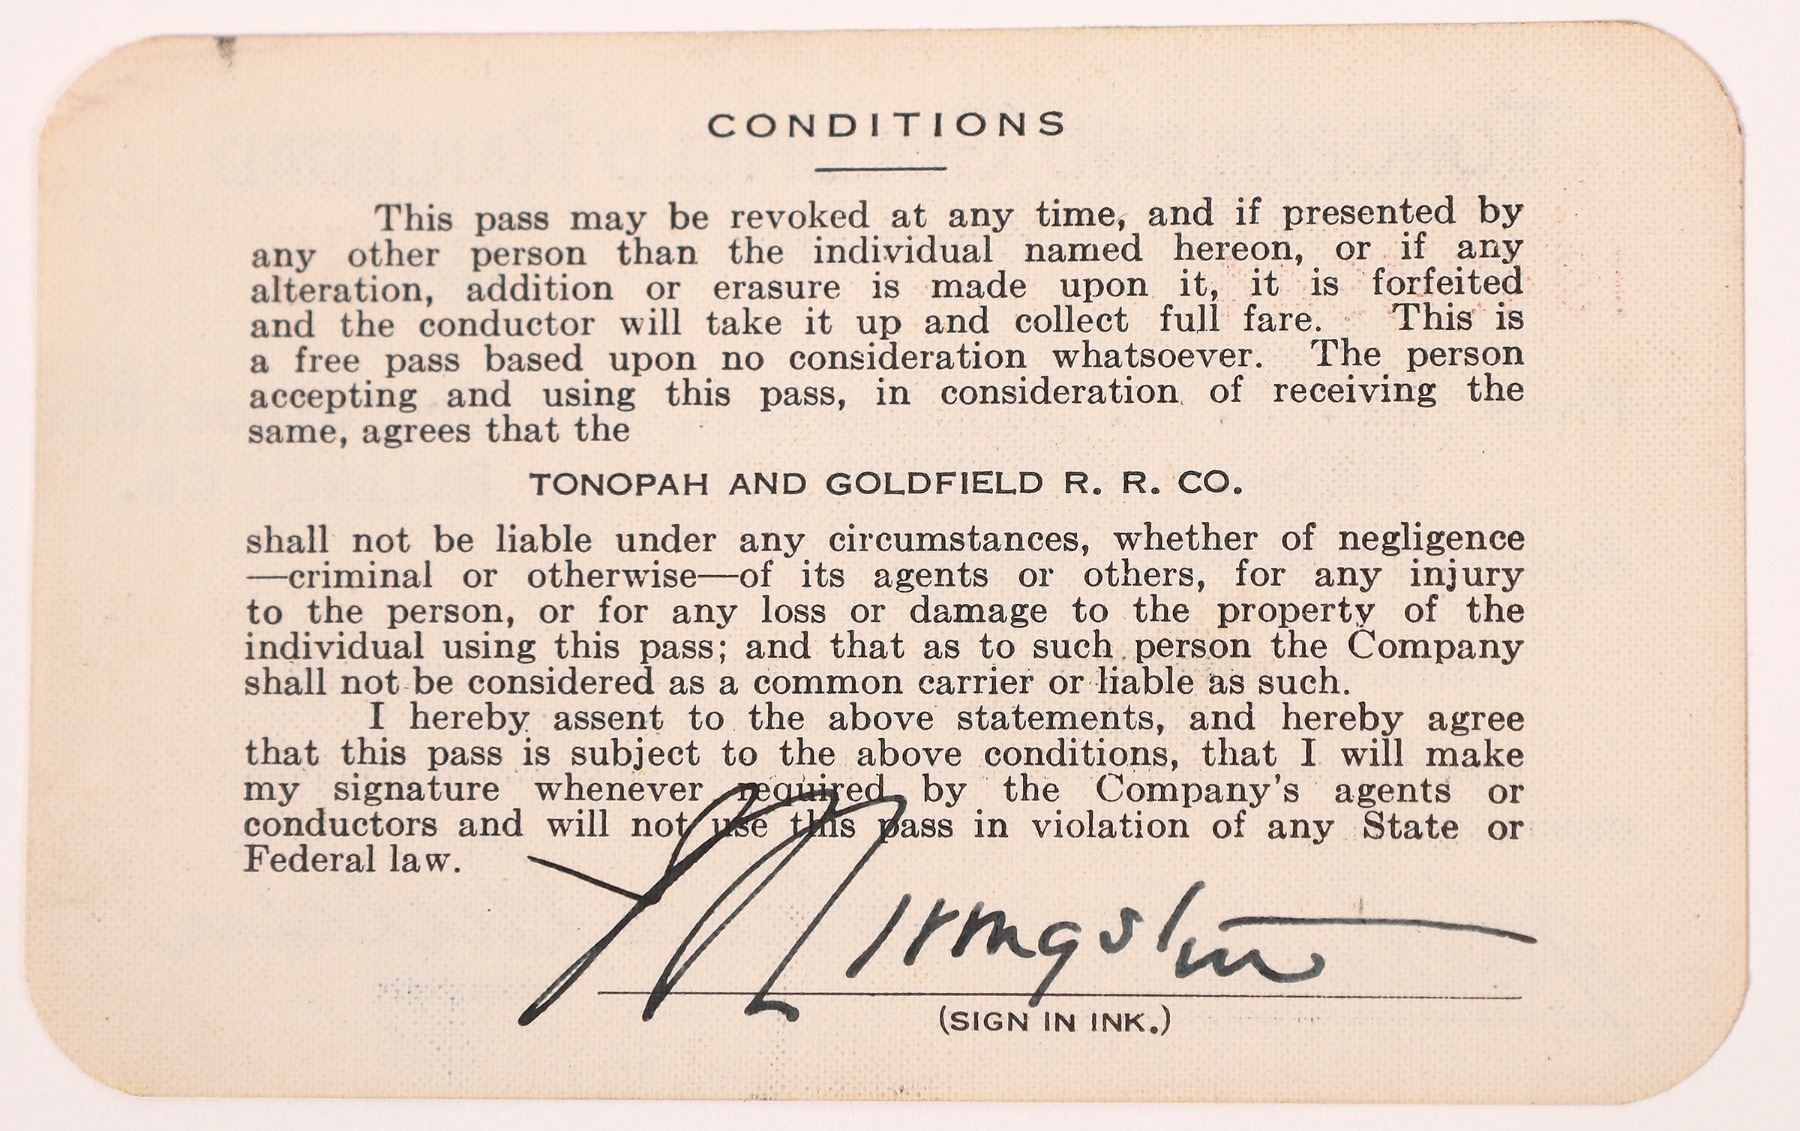 CONDITIONS
This pass may be revoked at any time, and if presented by
any other person than the individual named hereon, or if any
alteration, addition or erasure is made upon it, it is forfeited
and the conductor will take it up and collect full fare. This is
a free pass based upon no consideration whatsoever. The person
accepting and using this pass, in consideration of receiving the
same, agrees that the
TONOPAH AND GOLDFIELD R. R. CO.
shall not be liable under any circumstances, whether of negligence
—criminal or otherwise—of its agents or others, for any injury
to the person, or for any loss or damage to the property of the
individual using this pass; and that as to such person the Company
shall not be considered as a common carrier or liable as such.
I hereby assent to the above statements, and hereby agree
that this pass is subject to the above conditions, that I will make
my signature whenever required by the Company's agents or
conductors and will not use this pass in violation of any State or
Federal law.
(SIGN IN INK.)